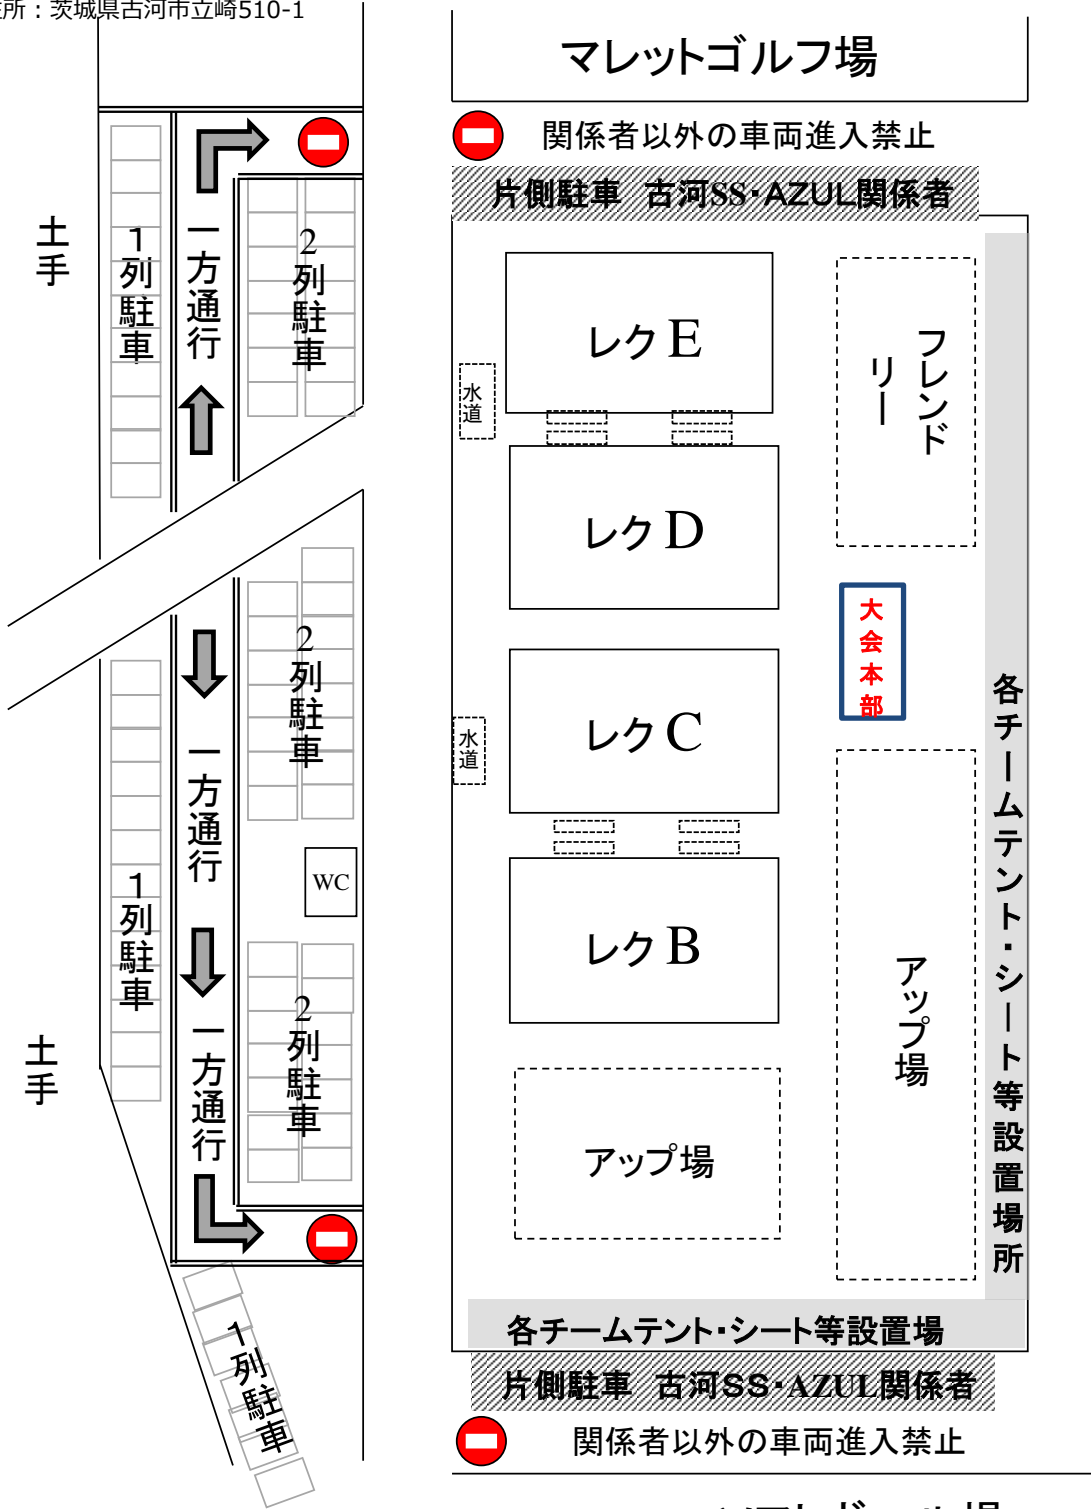 所：茨城県古河市立崎510-1
マレットゴルフ場
関係者以外の車両進入禁止
片側駐車 古河SS・AZUL関係者
土手
1列駐車
一方通行
2列駐車
レクE
フレンド
リー
水道
レクD
大会本部
2列駐車
レクC
水道
各チームテント・シート等設置場所
一方通行
WC
1列駐車
レクB
アップ場
2列駐車
一方通行
土手
アップ場
各チームテント・シート等設置場
片側駐車 古河SS・AZUL関係者
1列駐車
関係者以外の車両進入禁止